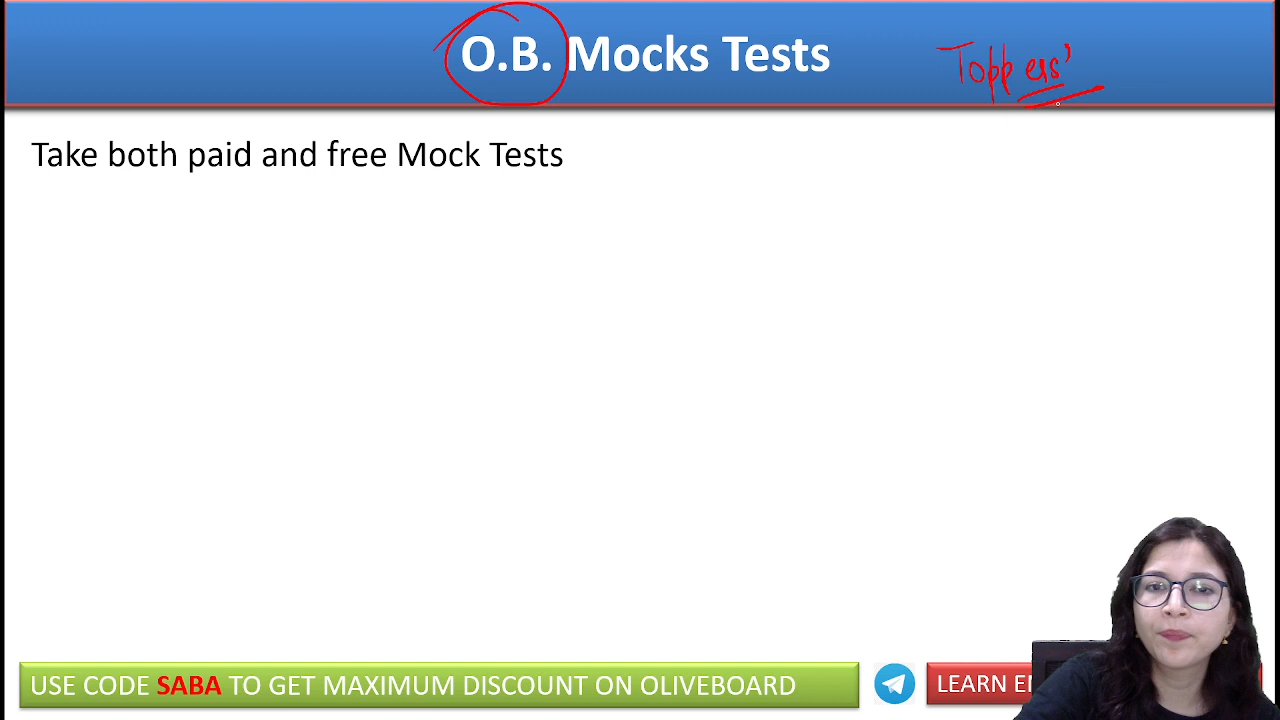 O.B. Mocks Tests
Toppers'
Take both paid and free Mock Tests
USE CODE SABA TO GET MAXIMUM DISCOUNT ON OLIVEBOARD
LEARN